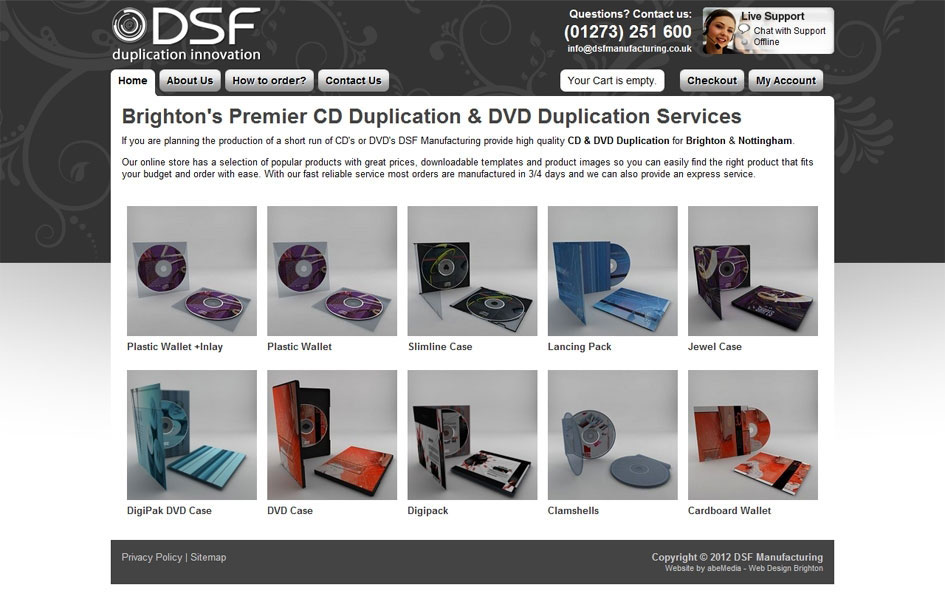 DSF
duplication innovation
Questions? Contact us:
(01273) 251 600
info@dsfmanufacturing.co.uk
Live Support
Chat with Support
Offline
Home
About Us
How to order?
Contact Us
Your Cart is empty.
Checkout
My Account
Brighton's Premier CD Duplication & DVD Duplication Services
If you are planning the production of a short run of CD's or DVD's DSF Manufacturing provide high quality CD & DVD Duplication for Brighton & Nottingham.
Our online store has a selection of popular products with great prices, downloadable templates and product images so you can easily find the right product that fits
your budget and order with ease. With our fast reliable service most orders are manufactured in 3/4 days and we can also provide an express service.
Plastic Wallet +Inlay
Plastic Wallet
Slimline Case
Lancing Pack
Jewel Case
DigiPak DVD Case
DVD Case
Digipack
Clamshells
Cardboard Wallet
Privacy Policy | Sitemap
Copyright © 2012 DSF Manufacturing
Website by abeMedia - Web Design Brighton